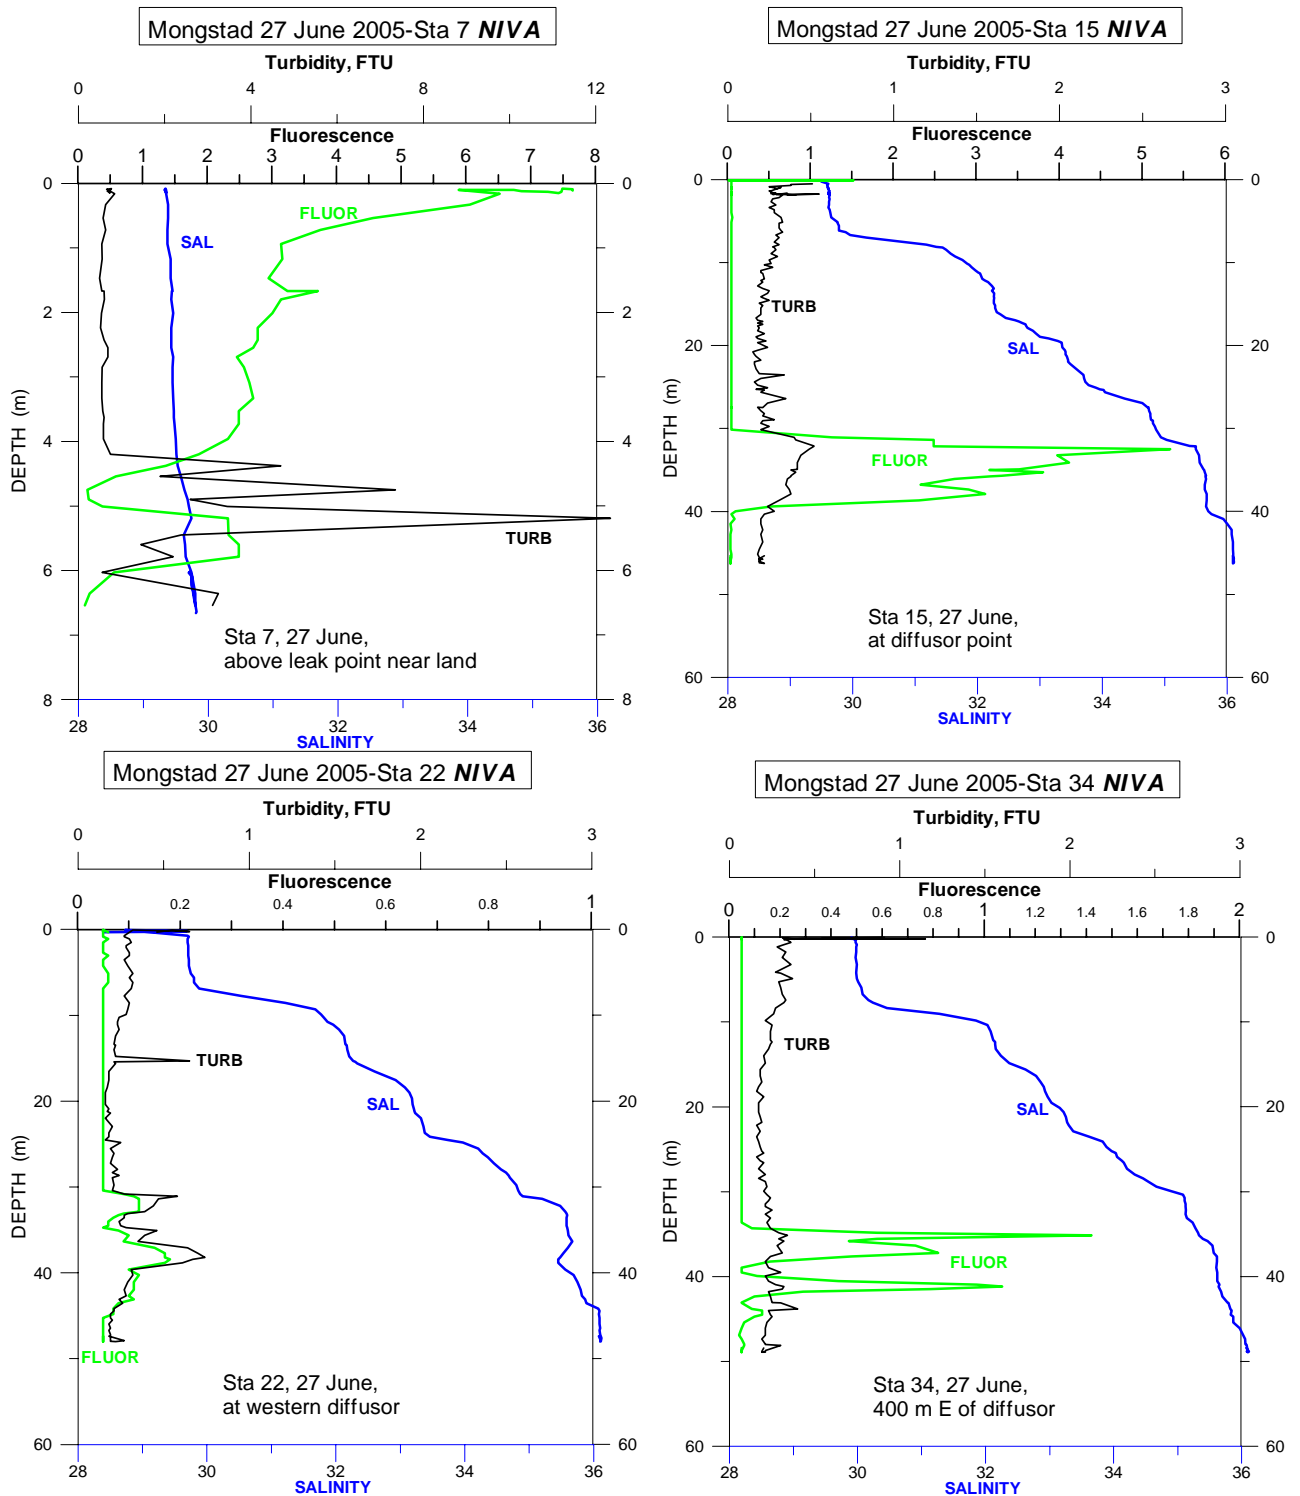 Mongstad 27 June 2005-Sta 7 NIVA
Turbidity, FTU
0 4 8 12
Fluorescence
0 1 2 3 4 5 6 7 8
0 0
FLUOR
SAL
2 2
4 4
DEPTH (m)
TURB
6 6
Sta 7, 27 June,
above leak point near land
8 8
28 30 32 34 36
SALINITY
Mongstad 27 June 2005-Sta 15 NIVA
Turbidity, FTU
0 1 2 3
Fluorescence
0 1 2 3 4 5 6
0 0
TURB
SAL
20 20
DEPTH (m)
FLUOR
40 40
Sta 15, 27 June,
at diffusor point
60 60
28 30 32 34 36
SALINITY
Mongstad 27 June 2005-Sta 22 NIVA
Turbidity, FTU
0 1 2 3
Fluorescence
0 0.2 0.4 0.6 0.8 1
0 0
TURB
SAL
20 20
DEPTH (m)
40 40
FLUOR
Sta 22, 27 June,
at western diffusor
60 60
28 30 32 34 36
SALINITY
Mongstad 27 June 2005-Sta 34 NIVA
Turbidity, FTU
0 1 2 3
Fluorescence
0 0.2 0.4 0.6 0.8 1 1.2 1.4 1.6 1.8 2
0 0
TURB
SAL
20 20
DEPTH (m)
FLUOR
40 40
Sta 34, 27 June,
400 m E of diffusor
60 60
28 30 32 34 36
SALINITY